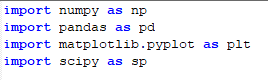 import numpy as np
import pandas as pd
import matplotlib.pyplot as plt
import scipy as sp